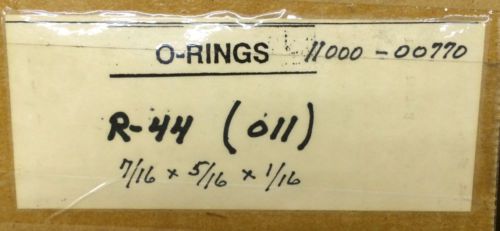 O-RINGS 11000-00770
R-44 (011)
7/16 x 5/16 x 1/16